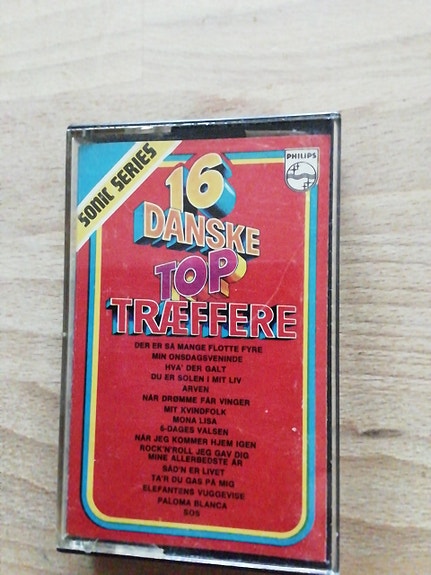 SONIC SERIES
PHILIPS
16
DANSKE
TOP
TRÆFFERE
DER ER SÅ MANGE FLOTTE FYRE
MIN ONSDAGSVENINDE
HVA' DER GALT
DU ER SOLEN I MIT LIV
ARVEN
NÅR DRØMME FÅR VINGER
MIT KVINDFOLK
MONA LISA
6-DAGES VALSEN
NÅR JEG KOMMER HJEM IGEN
ROCK'N'ROLL JEG GAV DIG
MINE ALLERBEDSTE ÅR
SÅD'N ER LIVET
TA'R DU GAS PÅ MIG
ELEFANTENS VUGGEVISE
PALOMA BLANCA
SOS